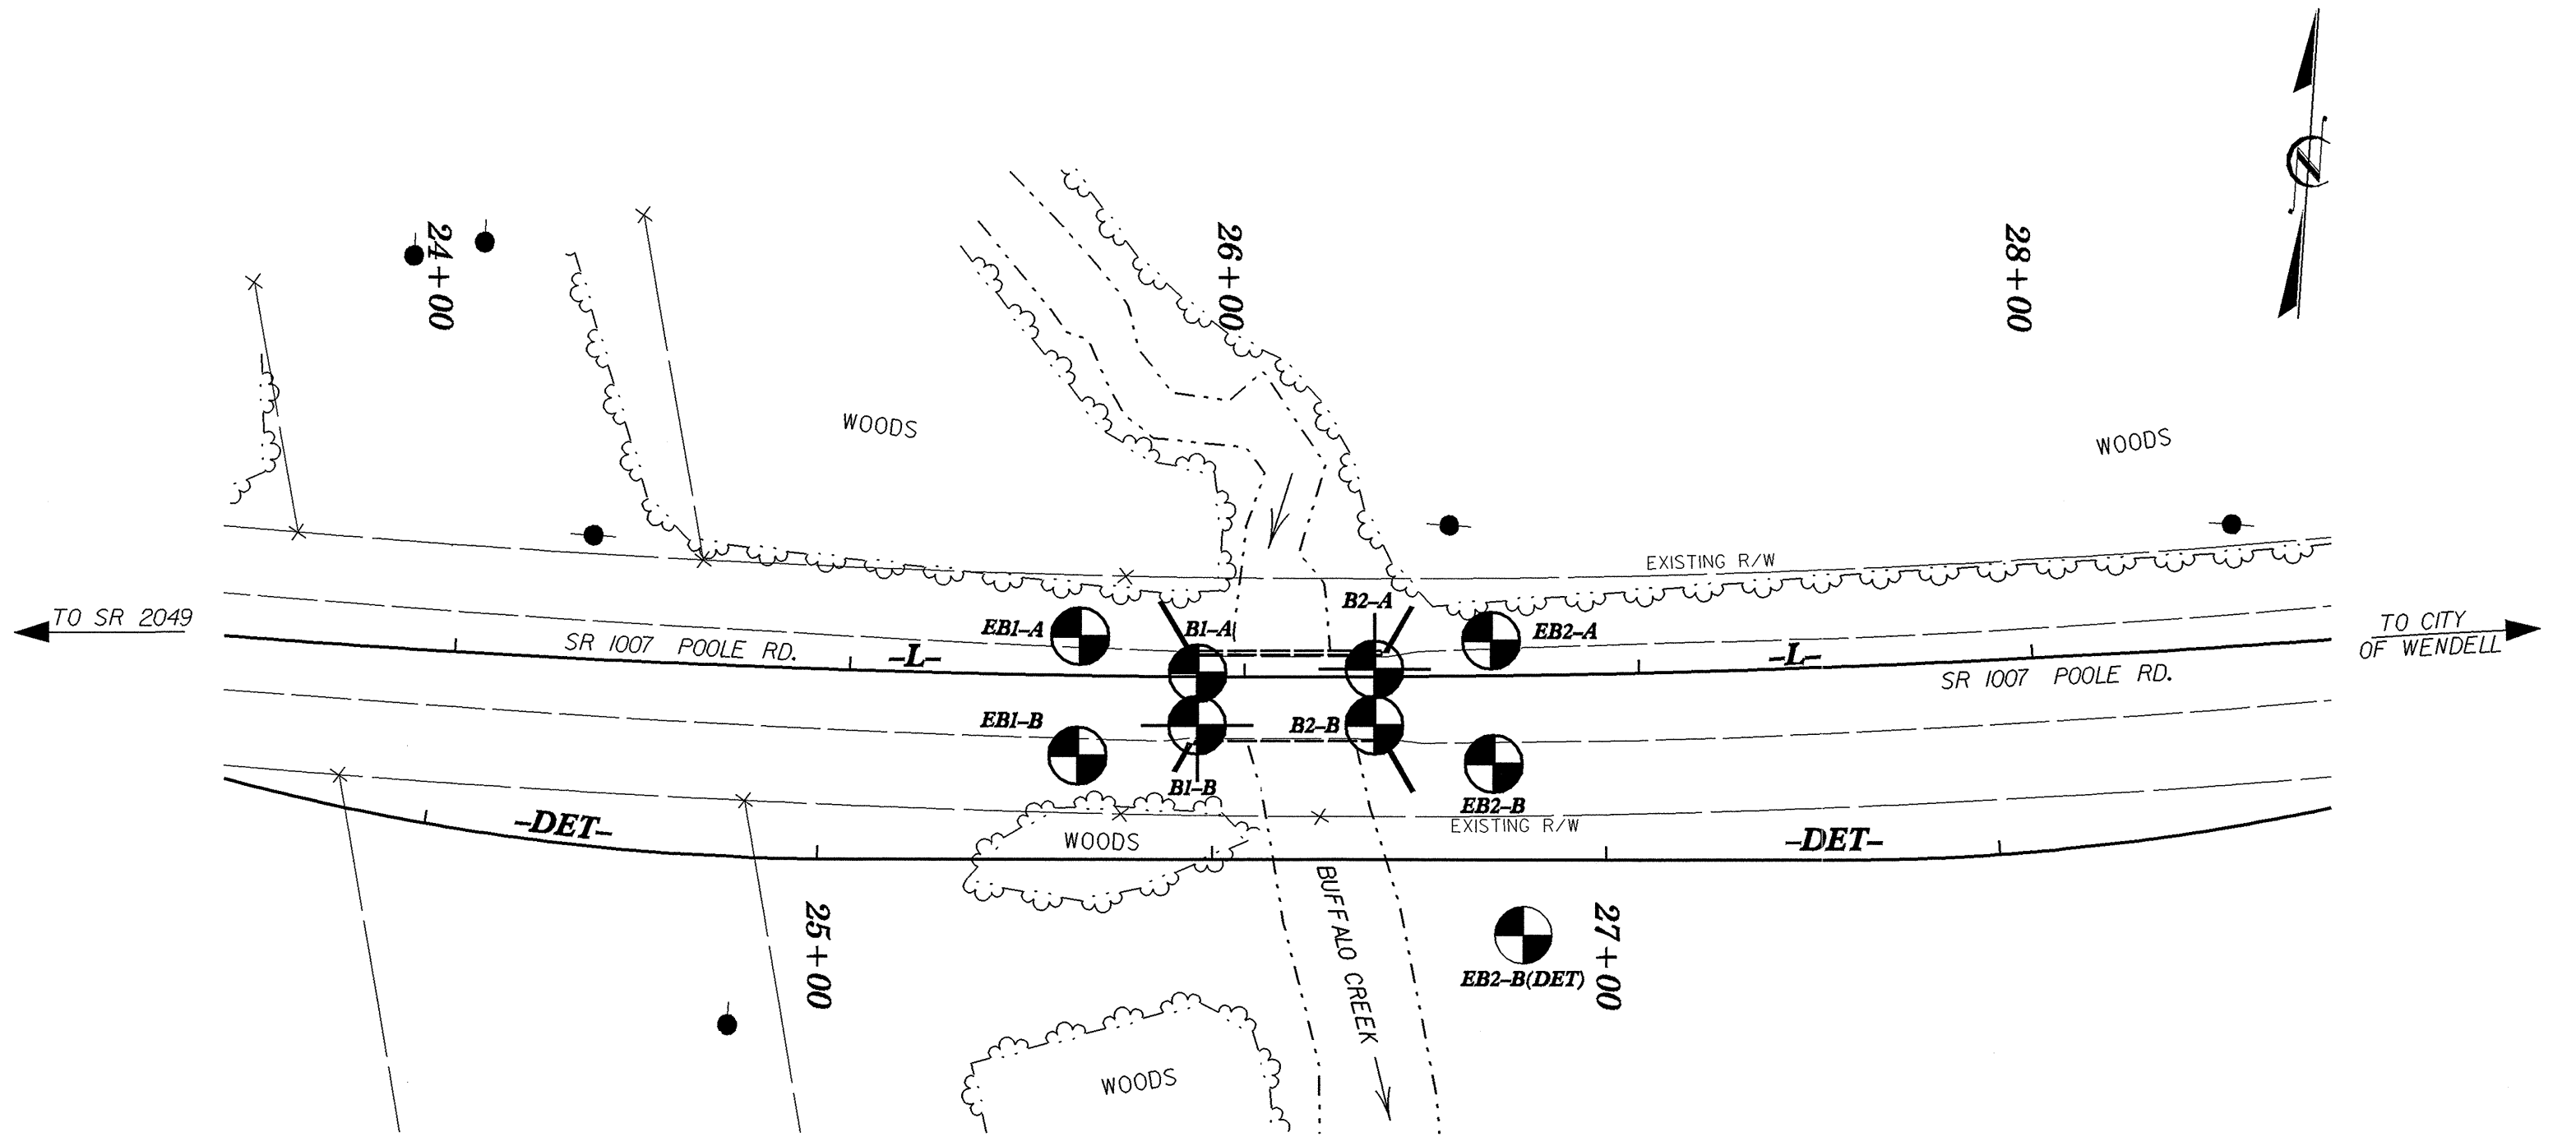 24+00
26+00
28+00
N
WOODS
WOODS
EXISTING R/W
TO SR 2049
SR 1007 POOLE RD.
-L-
EB1-A
B1-A
B2-A
EB2-A
-L-
SR 1007 POOLE RD.
TO CITY
OF WENDELL
EB1-B
B1-B
B2-B
EB2-B
EXISTING R/W
-DET-
WOODS
-DET-
25+00
BUFFALO CREEK
27+00
EB2-B(DET)
WOODS